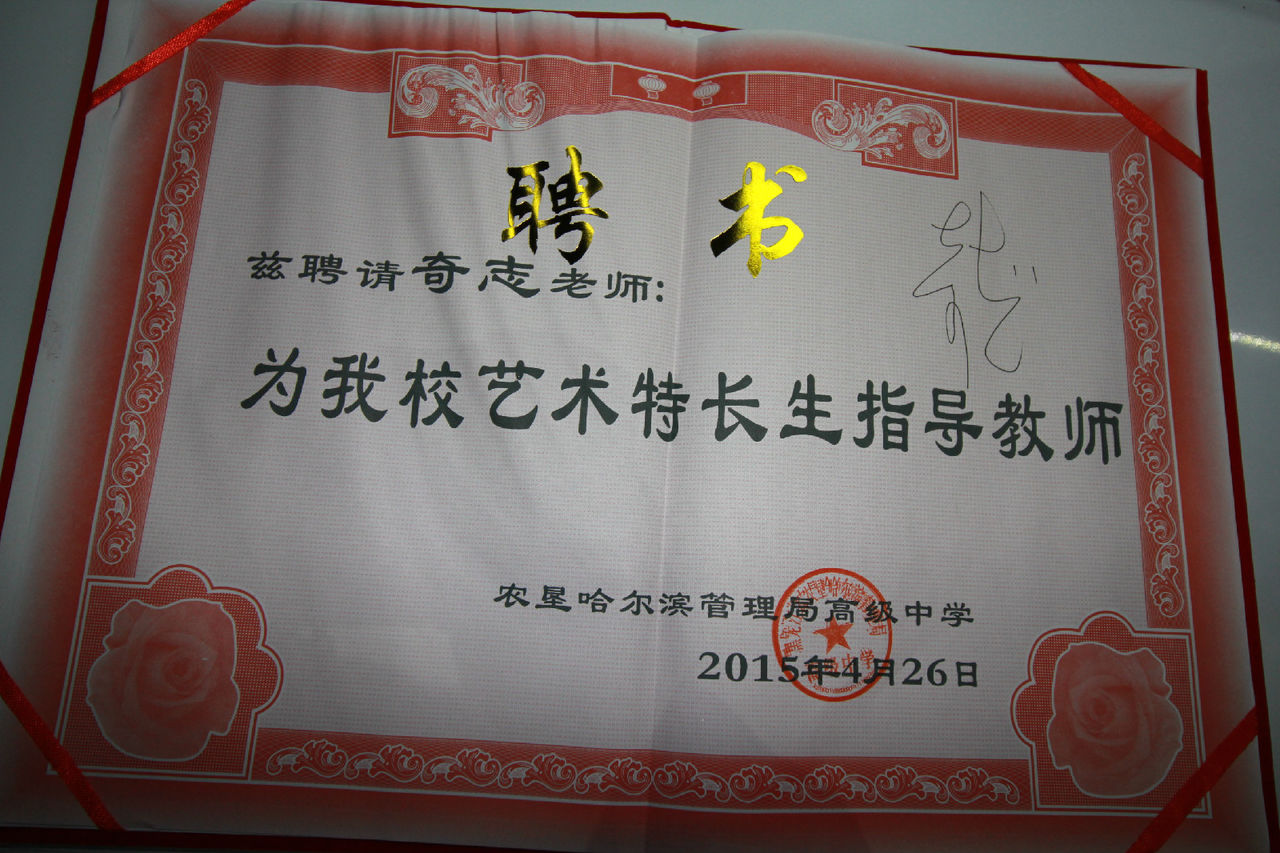 聘书
兹聘请奇志老师:
为我校艺术特长生指导教师
农垦哈尔滨管理局高级中学
2015年4月26日